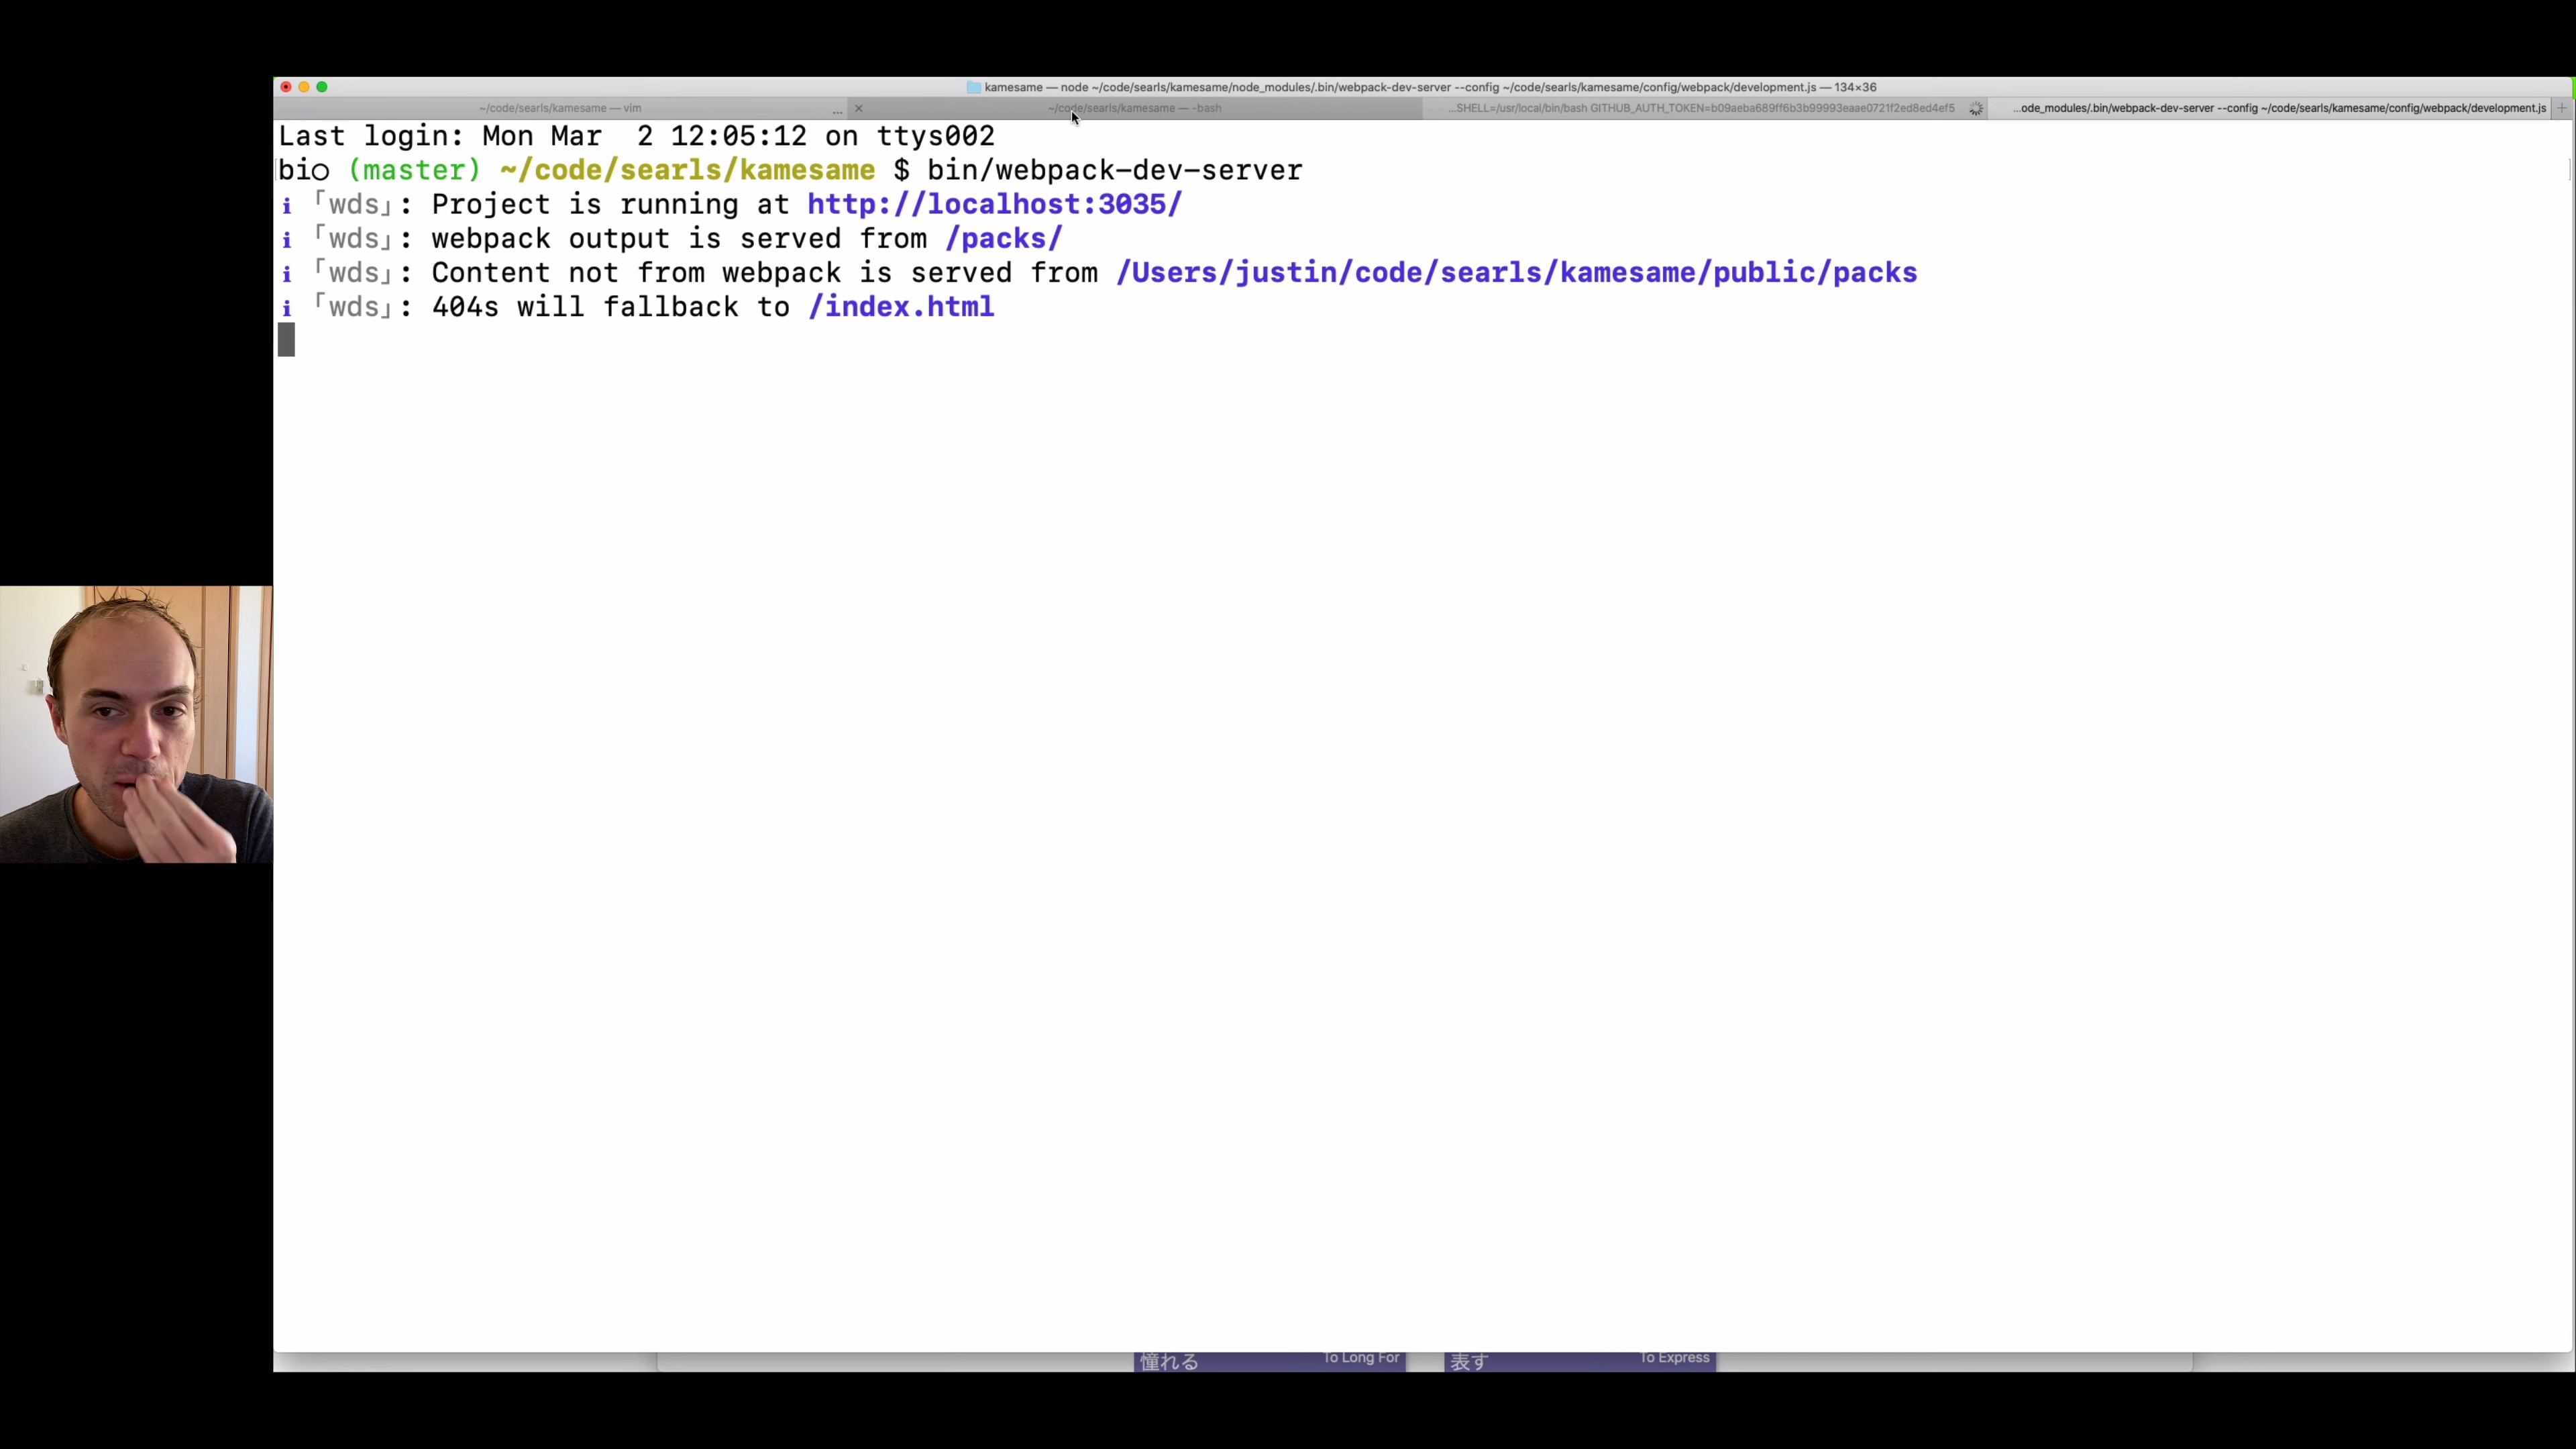 kamesame — node ~/code/searls/kamesame/node_modules/.bin/webpack-dev-server --config ~/code/searls/kamesame/config/webpack/development.js — 134×36
~/code/searls/kamesame — vim ...
~/code/searls/kamesame — -bash
...SHELL=/usr/local/bin/bash GITHUB_AUTH_TOKEN=b09aeba689ff6b3b99993eaae0721f2ed8ed4ef5
...ode_modules/.bin/webpack-dev-server --config ~/code/searls/kamesame/config/webpack/development.js
Last login: Mon Mar  2 12:05:12 on ttys002
bio (master) ~/code/searls/kamesame $ bin/webpack-dev-server
ℹ 「wds」: Project is running at http://localhost:3035/
ℹ 「wds」: webpack output is served from /packs/
ℹ 「wds」: Content not from webpack is served from /Users/justin/code/searls/kamesame/public/packs
ℹ 「wds」: 404s will fallback to /index.html
憧れる To Long For
表す To Express